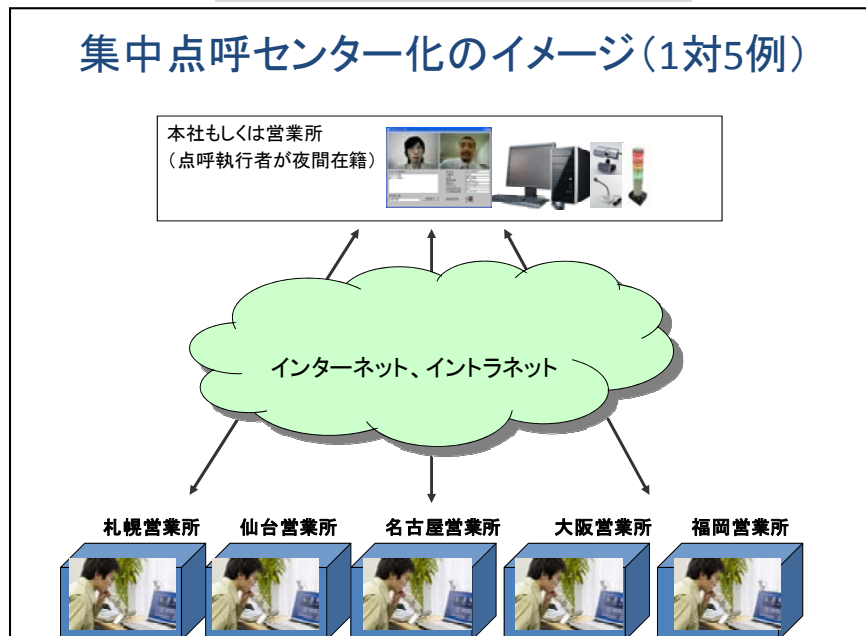 集中点呼センター化のイメージ(1対5例)
本社もしくは営業所
(点呼執行者が夜間在籍)
インターネット、イントラネット
札幌営業所 仙台営業所 名古屋営業所 大阪営業所 福岡営業所